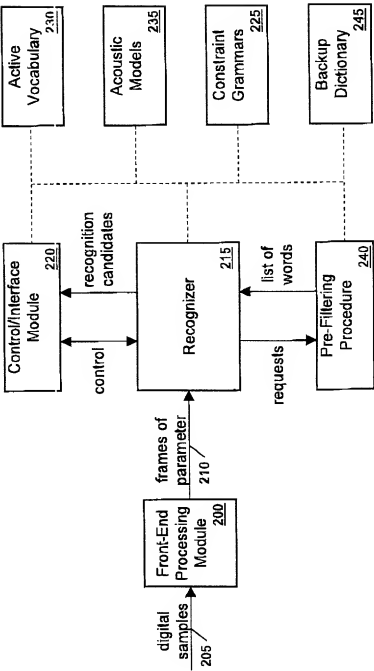 digital
samples
205
Front-End
Processing
Module
200
frames of
parameter
210
Control/Interface
Module
220
control
recognition
candidates
Recognizer
215
requests
list of
words
Pre-Filtering
Procedure
240
Active
Vocabulary
230
Acoustic
Models
235
Constraint
Grammars
225
Backup
Dictionary
245